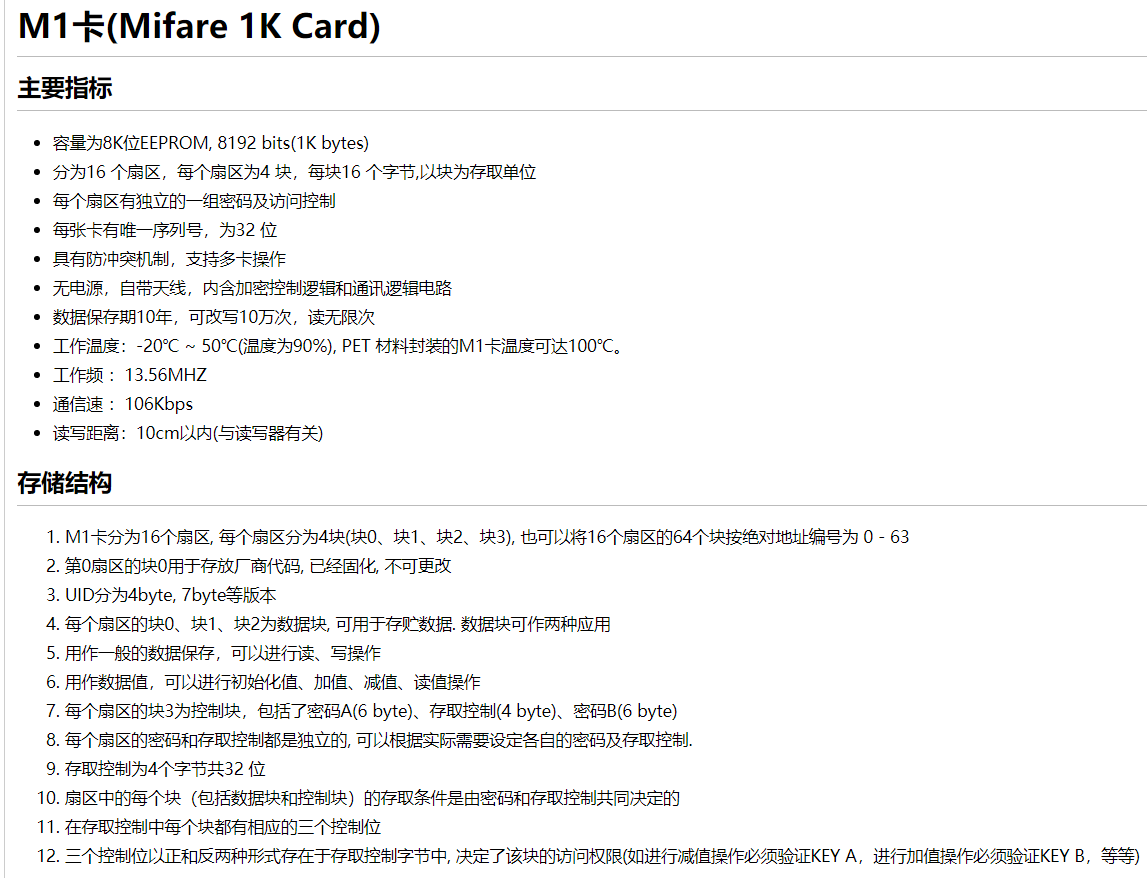 M1卡(Mifare 1K Card)
主要指标
• 容量为8K位EEPROM, 8192 bits(1K bytes)
• 分为16 个扇区，每个扇区为4 块，每块16 个字节,以块为存取单位
• 每个扇区有独立的一组密码及访问控制
• 每张卡有唯一序列号，为32 位
• 具有防冲突机制，支持多卡操作
• 无电源，自带天线，内含加密控制逻辑和通讯逻辑电路
• 数据保存期10年，可改写10万次，读无限次
• 工作温度：-20℃ ~ 50℃(温度为90%), PET 材料封装的M1卡温度可达100℃。
• 工作频 ：13.56MHZ
• 通信速 ：106Kbps
• 读写距离：10cm以内(与读写器有关)
存储结构
1. M1卡分为16个扇区, 每个扇区分为4块(块0、块1、块2、块3), 也可以将16个扇区的64个块按绝对地址编号为 0 - 63
2. 第0扇区的块0用于存放厂商代码, 已经固化, 不可更改
3. UID分为4byte, 7byte等版本
4. 每个扇区的块0、块1、块2为数据块, 可用于存贮数据. 数据块可作两种应用
5. 用作一般的数据保存，可以进行读、写操作
6. 用作数据值，可以进行初始化值、加值、减值、读值操作
7. 每个扇区的块3为控制块，包括了密码A(6 byte)、存取控制(4 byte)、密码B(6 byte)
8. 每个扇区的密码和存取控制都是独立的, 可以根据实际需要设定各自的密码及存取控制.
9. 存取控制为4个字节共32 位
10. 扇区中的每个块（包括数据块和控制块）的存取条件是由密码和存取控制共同决定的
11. 在存取控制中每个块都有相应的三个控制位
12. 三个控制位以正和反两种形式存在于存取控制字节中, 决定了该块的访问权限(如进行减值操作必须验证KEY A，进行加值操作必须验证KEY B，等等)